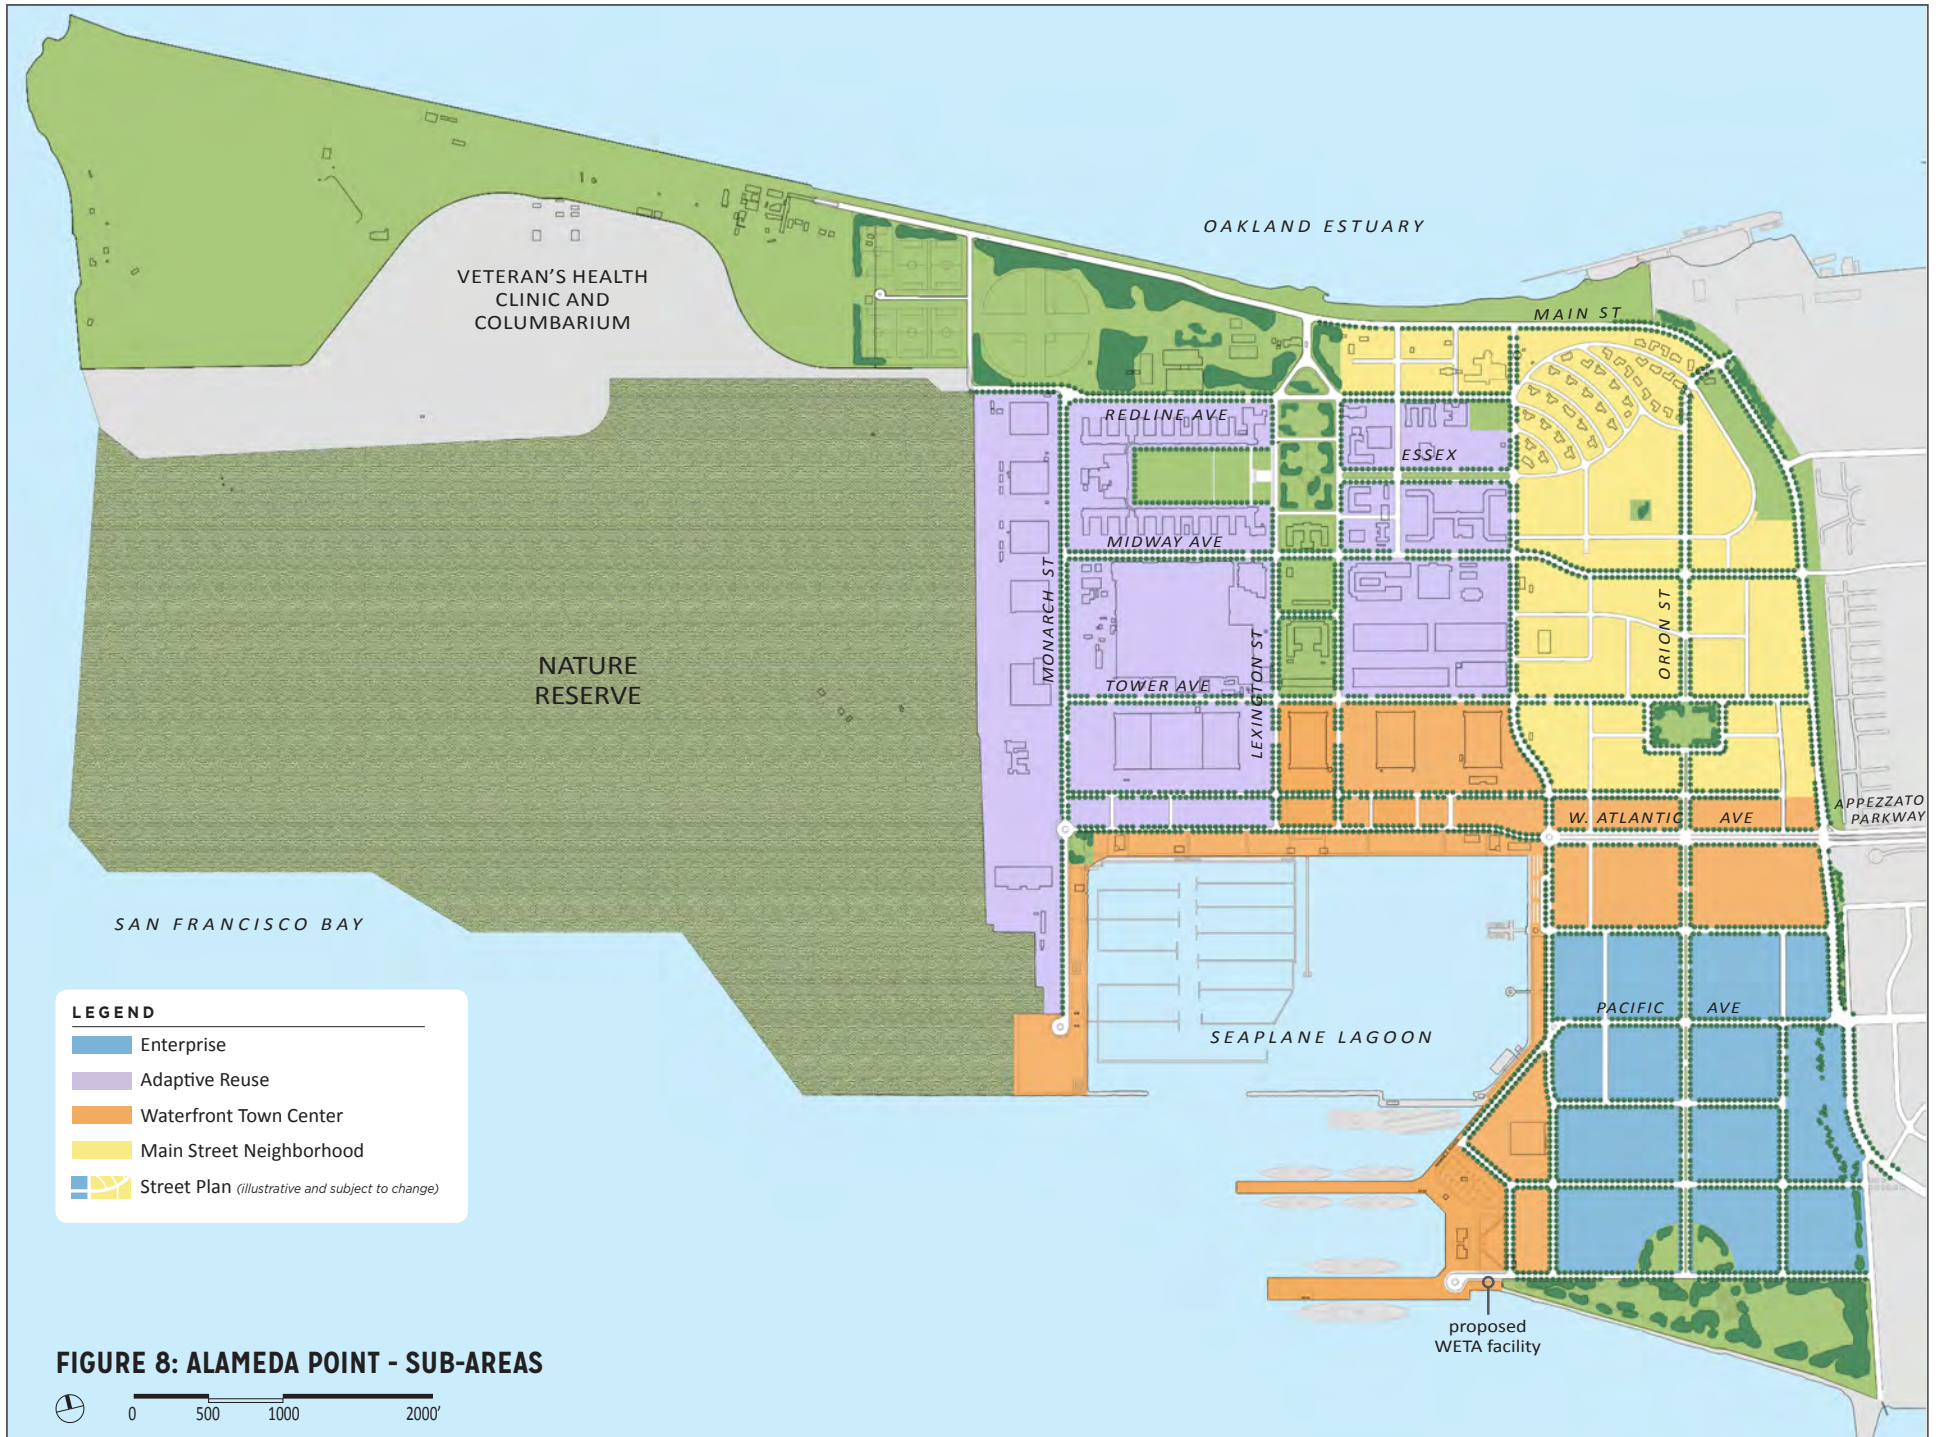 OAKLAND ESTUARY
VETERAN'S HEALTH
CLINIC AND
COLUMBARIUM
MAIN ST
REDLINE AVE
ESSEX
MIDWAY AVE
MONARCH ST
ORION ST
LEXINGTON ST
NATURE
RESERVE
TOWER AVE
APPEZZATO
PARKWAY
W. ATLANTIC AVE
SAN FRANCISCO BAY
PACIFIC AVE
SEAPLANE LAGOON
LEGEND
Enterprise
Adaptive Reuse
Waterfront Town Center
Main Street Neighborhood
Street Plan (illustrative and subject to change)
proposed
WETA facility
FIGURE 8: ALAMEDA POINT - SUB-AREAS
0 500 1000 2000'